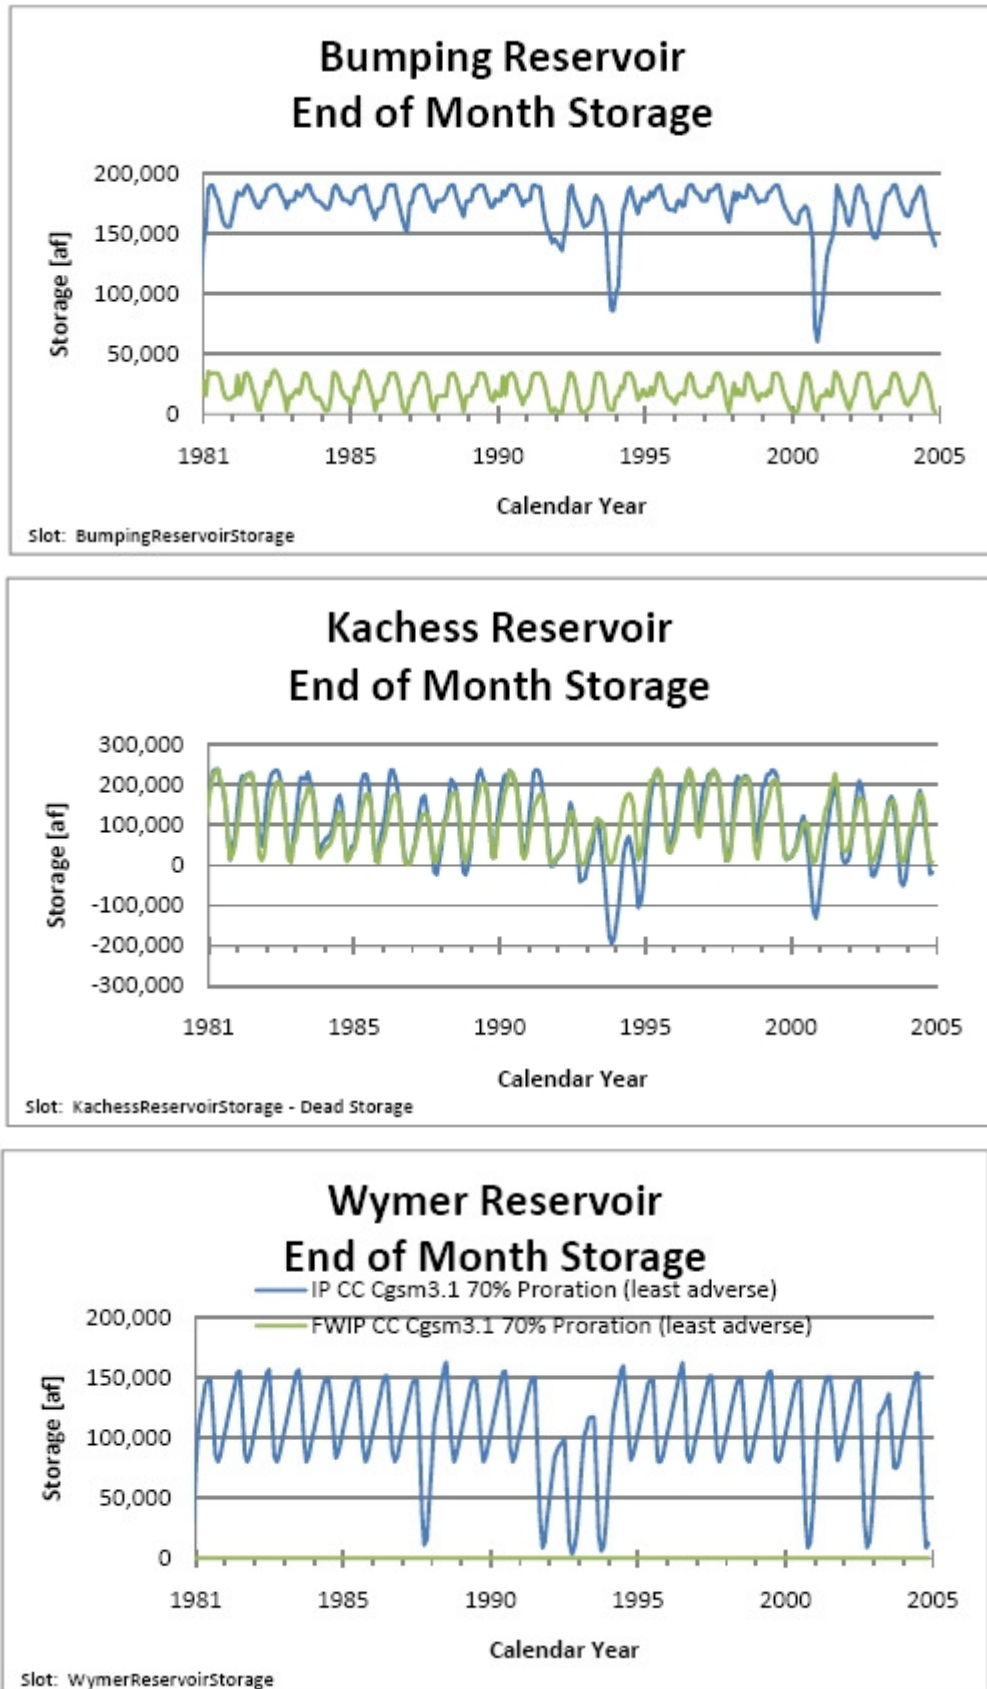 Bumping Reservoir
End of Month Storage
200,000
150,000
100,000
50,000
0
Storage [af]
1981 1985 1990 1995 2000 2005
Calendar Year
Slot: BumpingReservoirStorage
Kachess Reservoir
End of Month Storage
300,000
200,000
100,000
0
-100,000
-200,000
-300,000
Storage [af]
1981 1985 1990 1995 2000 2005
Calendar Year
Slot: KachessReservoirStorage - Dead Storage
Wymer Reservoir
End of Month Storage
IP CC Cgsm3.1 70% Proration (least adverse)
FWIP CC Cgsm3.1 70% Proration (least adverse)
200,000
150,000
100,000
50,000
0
Storage [af]
1981 1985 1990 1995 2000 2005
Calendar Year
Slot: WymerReservoirStorage